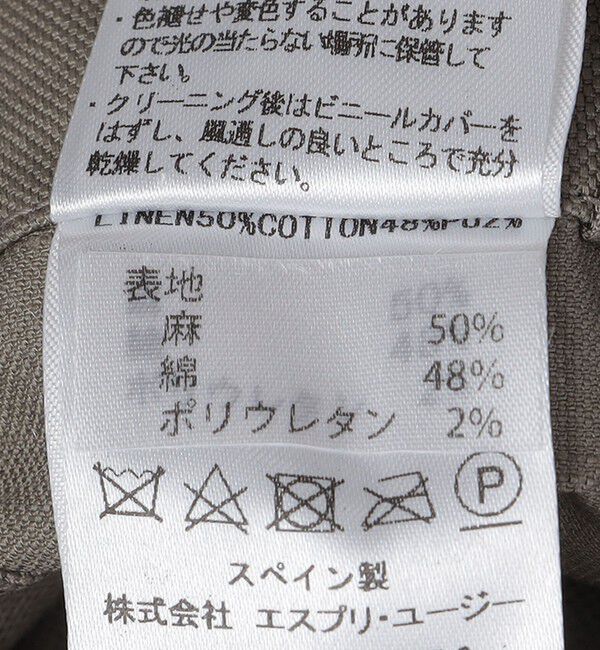 ・色褪せや変色することがあります
ので光の当たらない場所に保管して
下さい。
・クリーニング後はビニールカバーを
はずし、風通しの良いところで充分
乾燥してください。
LINEN50%COTTON48%PU2%
表地
麻 50%
綿 48%
ポリウレタン 2%
P
スペイン製
株式会社 エスプリ・ユージー